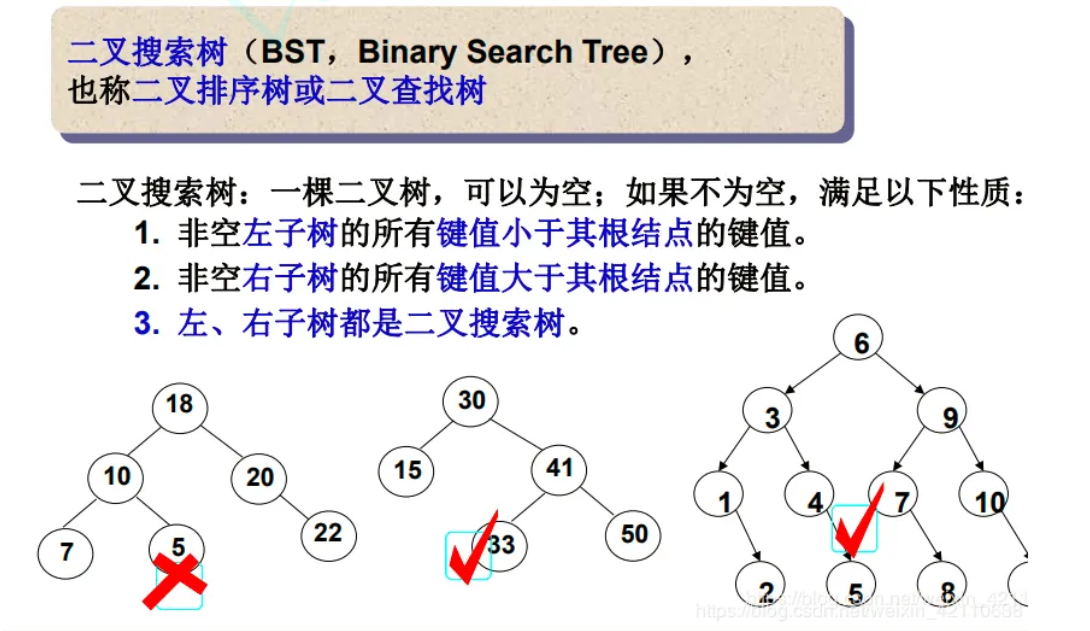 二叉搜索树（BST，Binary Search Tree），
也称二叉排序树或二叉查找树
二叉搜索树：一棵二叉树，可以为空；如果不为空，满足以下性质：
1. 非空左子树的所有键值小于其根结点的键值。
2. 非空右子树的所有键值大于其根结点的键值。
3. 左、右子树都是二叉搜索树。
18
10
20
7
5
22
30
15
41
33
50
6
3
9
1
4
7
10
2
5
8
https://blog.csdn.net/weixin_4211
https://blog.csdn.net/weixin_42110638